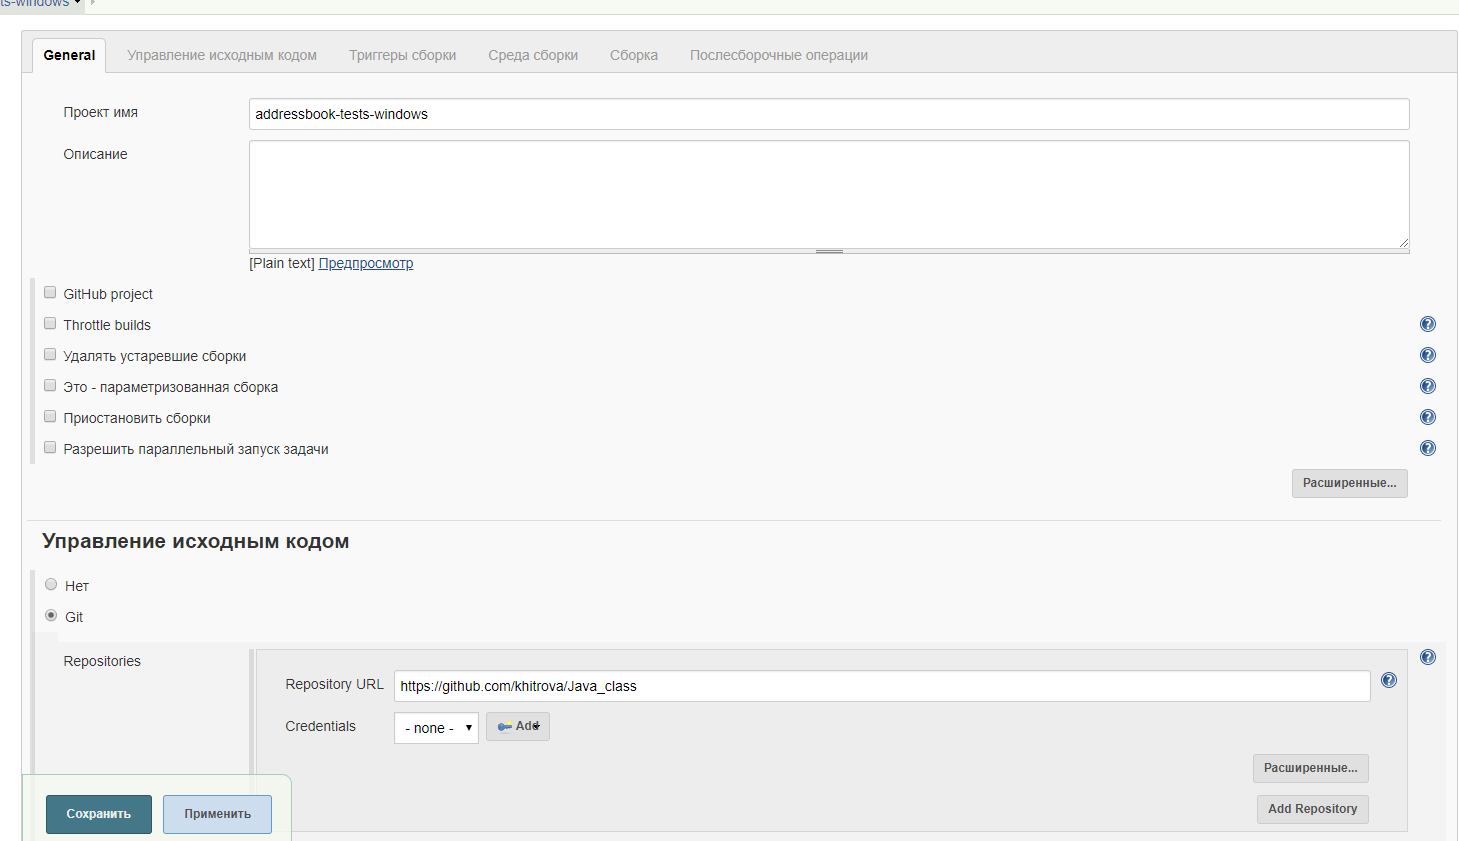 ts-windows
General Управление исходным кодом Триггеры сборки Среда сборки Сборка Послесборочные операции
Проект имя addressbook-tests-windows
Описание
[Plain text] Предпросмотр
GitHub project
Throttle builds
Удалять устаревшие сборки
Это - параметризованная сборка
Приостановить сборки
Разрешить параллельный запуск задачи
Расширенные...
Управление исходным кодом
Нет
Git
Repositories
Repository URL https://github.com/khitrova/Java_class
Credentials - none - Add
Расширенные...
Add Repository
Сохранить Применить